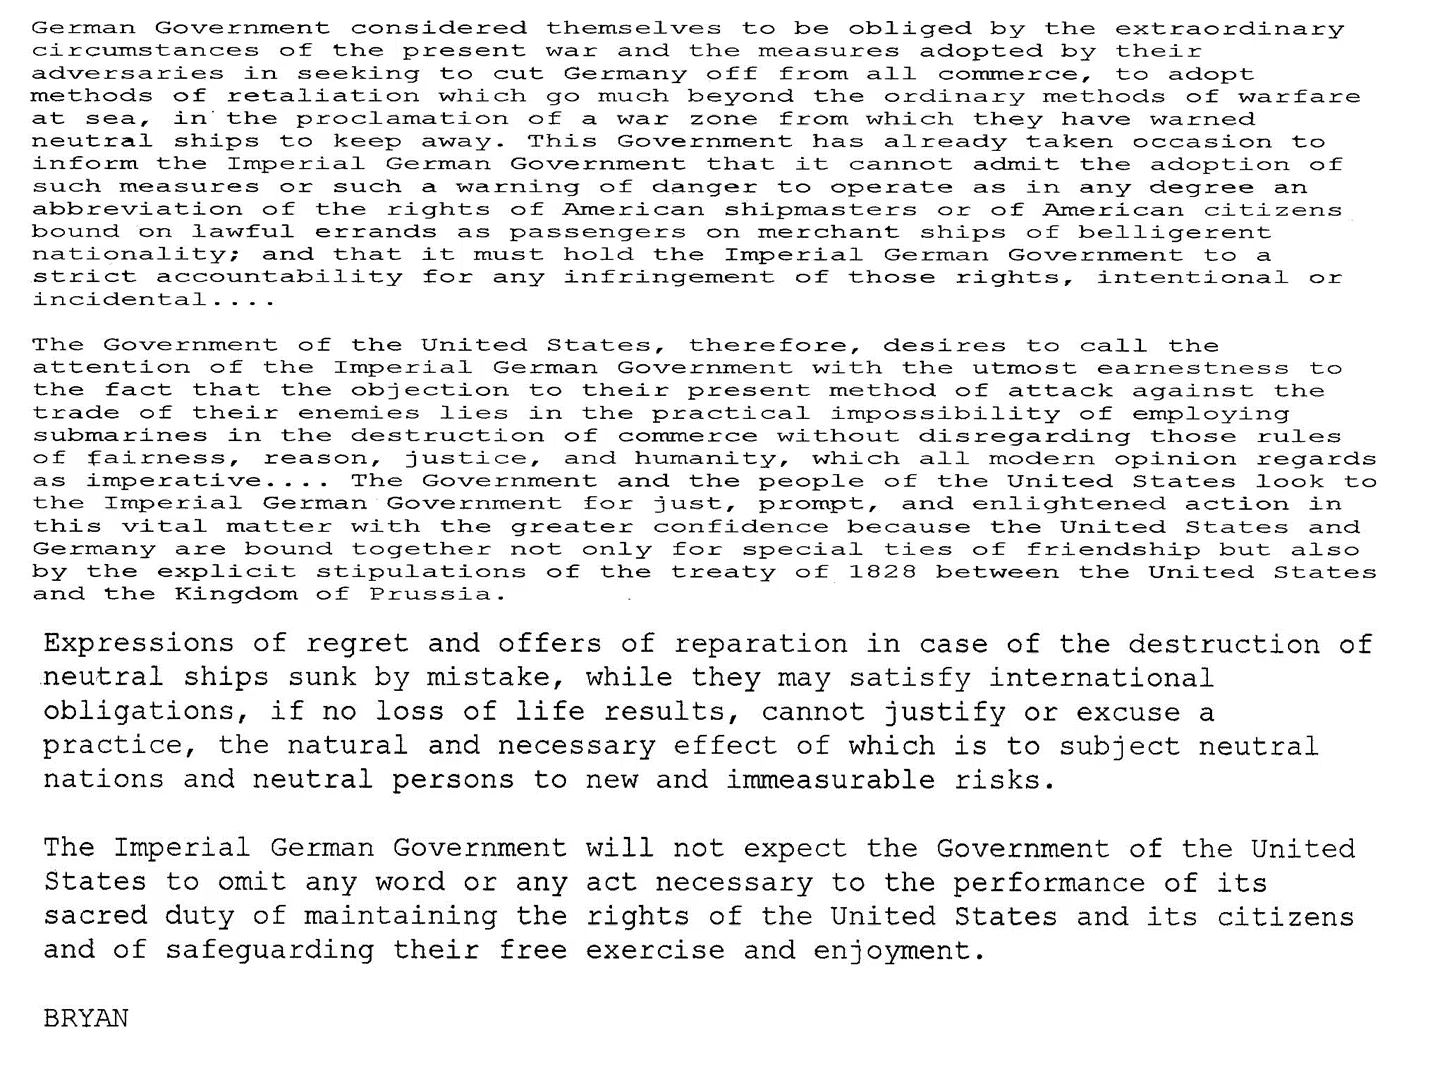 German Government considered themselves to be obliged by the extraordinary
circumstances of the present war and the measures adopted by their
adversaries in seeking to cut Germany off from all commerce, to adopt
methods of retaliation which go much beyond the ordinary methods of warfare
at sea, in the proclamation of a war zone from which they have warned
neutral ships to keep away. This Government has already taken occasion to
inform the Imperial German Government that it cannot admit the adoption of
such measures or such a warning of danger to operate as in any degree an
abbreviation of the rights of American shipmasters or of American citizens
bound on lawful errands as passengers on merchant ships of belligerent
nationality; and that it must hold the Imperial German Government to a
strict accountability for any infringement of those rights, intentional or
incidental....
The Government of the United States, therefore, desires to call the
attention of the Imperial German Government with the utmost earnestness to
the fact that the objection to their present method of attack against the
trade of their enemies lies in the practical impossibility of employing
submarines in the destruction of commerce without disregarding those rules
of fairness, reason, justice, and humanity, which all modern opinion regards
as imperative.... The Government and the people of the United States look to
the Imperial German Government for just, prompt, and enlightened action in
this vital matter with the greater confidence because the United States and
Germany are bound together not only for special ties of friendship but also
by the explicit stipulations of the treaty of 1828 between the United States
and the Kingdom of Prussia.
Expressions of regret and offers of reparation in case of the destruction of
neutral ships sunk by mistake, while they may satisfy international
obligations, if no loss of life results, cannot justify or excuse a
practice, the natural and necessary effect of which is to subject neutral
nations and neutral persons to new and immeasurable risks.
The Imperial German Government will not expect the Government of the United
States to omit any word or any act necessary to the performance of its
sacred duty of maintaining the rights of the United States and its citizens
and of safeguarding their free exercise and enjoyment.
BRYAN